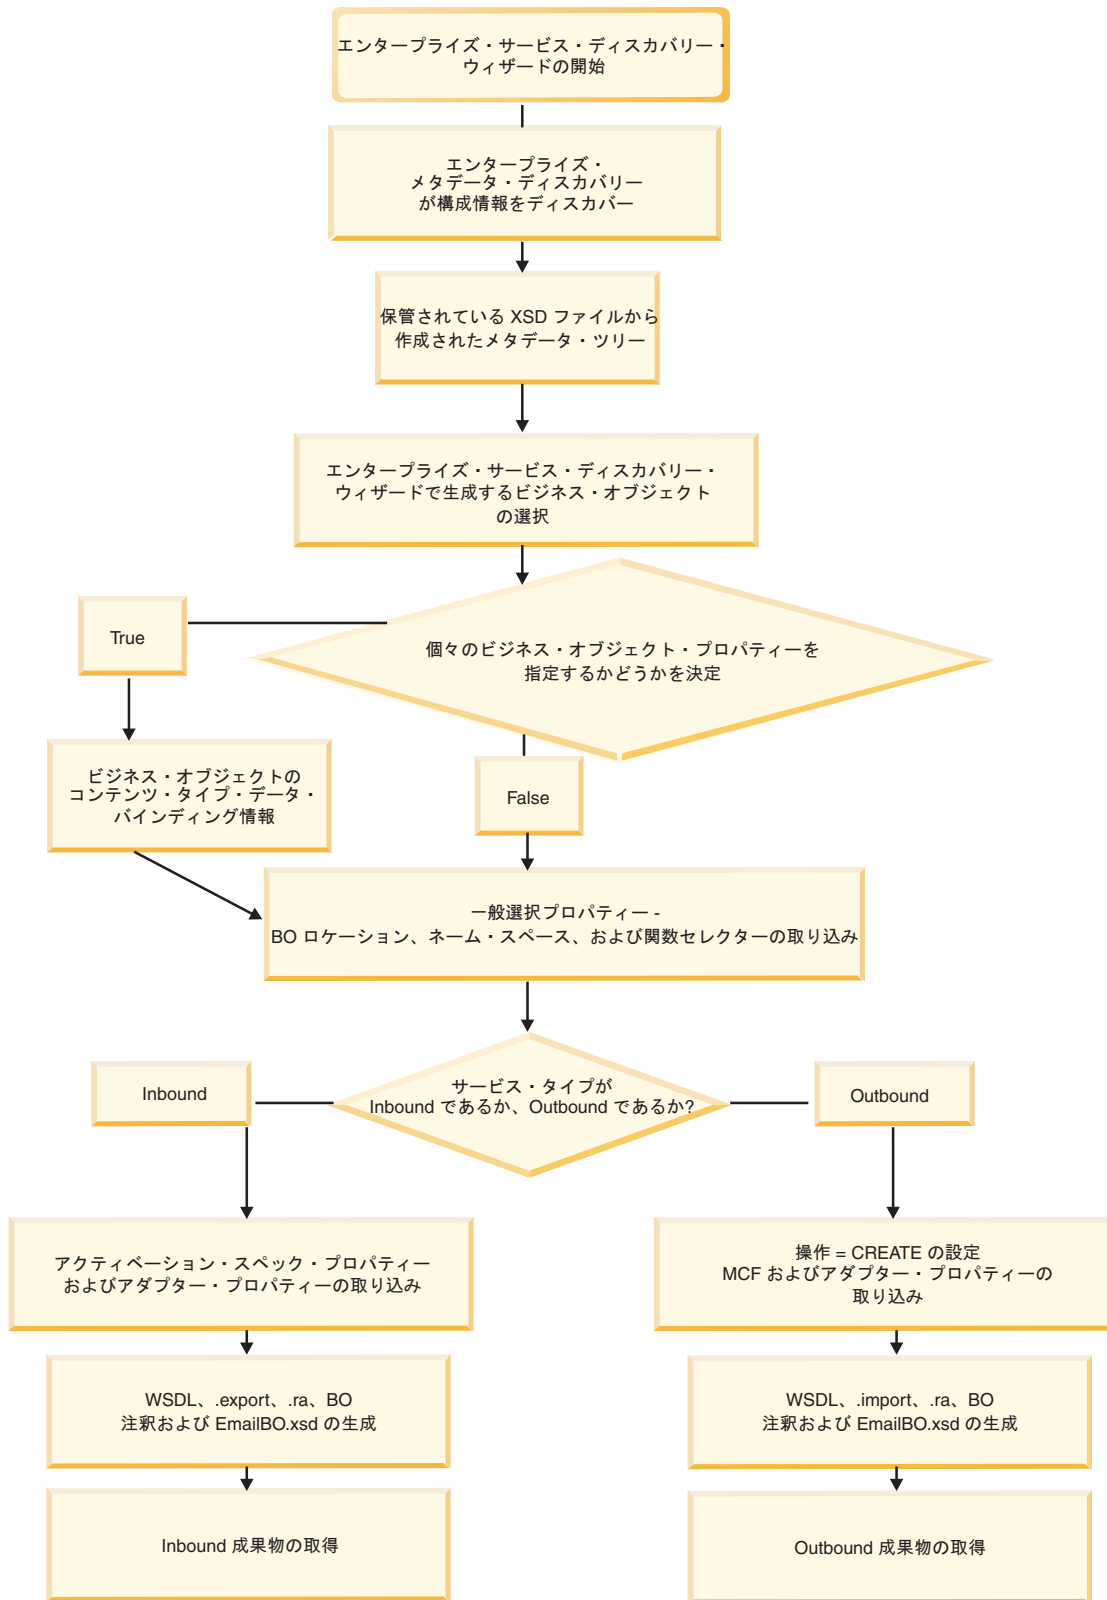 エンタープライズ・サービス・ディスカバリー・
ウィザードの開始
エンタープライズ・
メタデータ・ディスカバリー
が構成情報をディスカバー
保管されている XSD ファイルから
作成されたメタデータ・ツリー
エンタープライズ・サービス・ディスカバリー・
ウィザードで生成するビジネス・オブジェクト
の選択
個々のビジネス・オブジェクト・プロパティーを
指定するかどうかを決定
True
ビジネス・オブジェクトの
コンテンツ・タイプ・データ・
バインディング情報
False
一般選択プロパティー -
BO ロケーション、ネーム・スペース、および関数セレクターの取り込み
サービス・タイプが
Inbound であるか、Outbound であるか?
Inbound
Outbound
アクティベーション・スペック・プロパティー
およびアダプター・プロパティーの取り込み
操作 = CREATE の設定
MCF およびアダプター・プロパティーの
取り込み
WSDL、.export、.ra、BO
注釈および EmailBO.xsd の生成
WSDL、.import、.ra、BO
注釈および EmailBO.xsd の生成
Inbound 成果物の取得
Outbound 成果物の取得